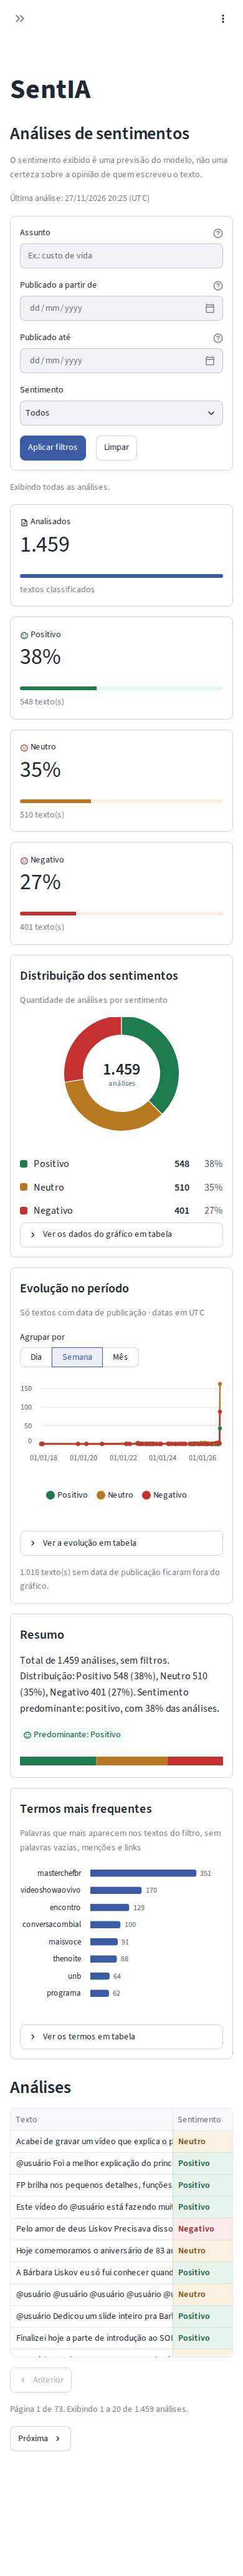 SentIA
Análises de sentimentos
O sentimento exibido é uma previsão do modelo, não uma
certeza sobre a opinião de quem escreveu o texto.
Última análise: 27/11/2026 20:25 (UTC)
Assunto
Ex.: custo de vida
Publicado a partir de
dd/mm/yyyy
Publicado até
dd/mm/yyyy
Sentimento
Todos
Aplicar filtros
Limpar
Exibindo todas as análises.
Analisados
1.459
textos classificados
Positivo
38%
548 texto(s)
Neutro
35%
510 texto(s)
Negativo
27%
401 texto(s)
Distribuição dos sentimentos
Quantidade de análises por sentimento
1.459
análises
Positivo 548 38%
Neutro 510 35%
Negativo 401 27%
Ver os dados do gráfico em tabela
Evolução no período
Só textos com data de publicação · datas em UTC
Agrupar por
Dia Semana Mês
150
100
50
0
01/01/18 01/01/20 01/01/22 01/01/24 01/01/26
Positivo Neutro Negativo
Ver a evolução em tabela
1.018 texto(s) sem data de publicação ficaram fora do
gráfico.
Resumo
Total de 1.459 análises, sem filtros.
Distribuição: Positivo 548 (38%), Neutro 510
(35%), Negativo 401 (27%). Sentimento
predominante: positivo, com 38% das análises.
Predominante: Positivo
Termos mais frequentes
Palavras que mais aparecem nos textos do filtro, sem
palavras vazias, menções e links
masterchefbr 351
videoshowaovivo 170
encontro 129
conversacombial 100
maisvoce 91
thenoite 88
unb 64
programa 62
Ver os termos em tabela
Análises
Texto Sentimento
Acabei de gravar um vídeo que explica o p Neutro
@usuário Foi a melhor explicação do princ Positivo
FP brilha nos pequenos detalhes, funções Positivo
Este vídeo do @usuário está fazendo mui Positivo
Pelo amor de deus Liskov Precisava disso Negativo
Hoje comemoramos o aniversário de 83 a Neutro
A Bárbara Liskov eu só fui conhecer quand Positivo
@usuário @usuário @usuário @usuário @u Neutro
@usuário Dedicou um slide inteiro pra Bar Positivo
Finalizei hoje a parte de introdução ao SOL Positivo
Anterior
Página 1 de 73. Exibindo 1 a 20 de 1.459 análises.
Próxima